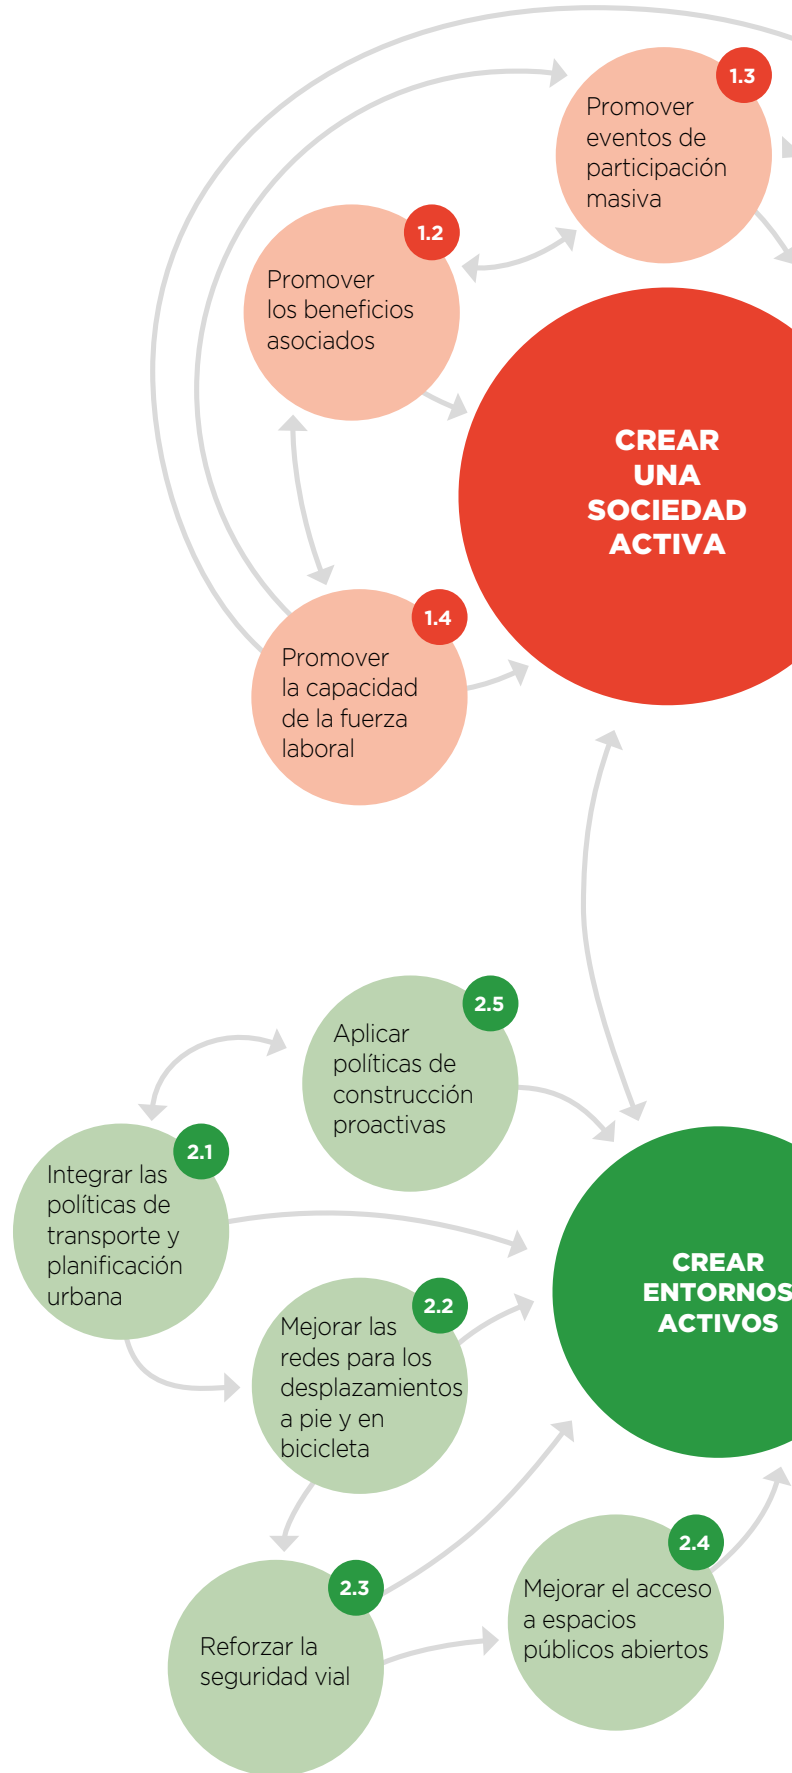 1.3
Promover
eventos de
participación
masiva
1.2
Promover
los beneficios
asociados
CREAR
UNA
SOCIEDAD
ACTIVA
1.4
Promover
la capacidad
de la fuerza
laboral
2.5
Aplicar
políticas de
construcción
proactivas
2.1
Integrar las
políticas de
transporte y
planificación
urbana
CREAR
ENTORNOS
ACTIVOS
2.2
Mejorar las
redes para los
desplazamientos
a pie y en
bicicleta
2.4
Mejorar el acceso
a espacios
públicos abiertos
2.3
Reforzar la
seguridad vial